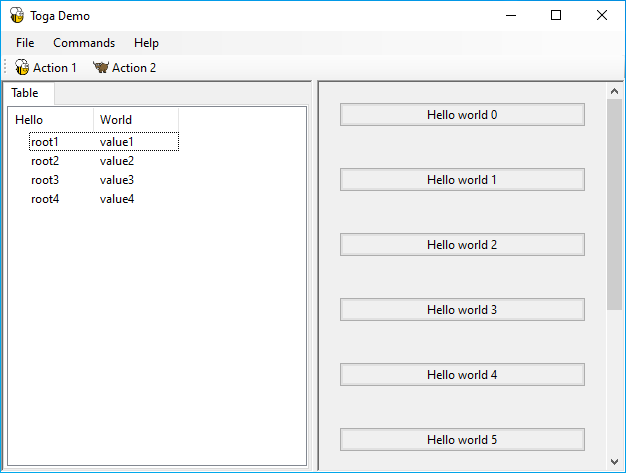 Toga Demo
File Commands Help
Action 1 Action 2
Table
Hello World
root1 value1
root2 value2
root3 value3
root4 value4
Hello world 0
Hello world 1
Hello world 2
Hello world 3
Hello world 4
Hello world 5